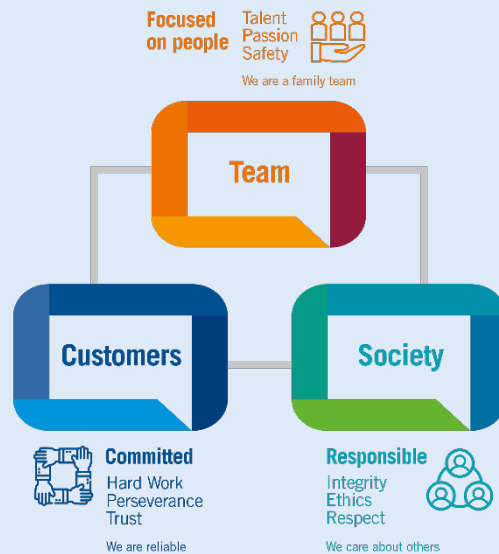 Focused
on people
Talent
Passion
Safety
We are a family team
Team
Customers
Society
Committed
Hard Work
Perseverance
Trust
We are reliable
Responsible
Integrity
Ethics
Respect
We care about others